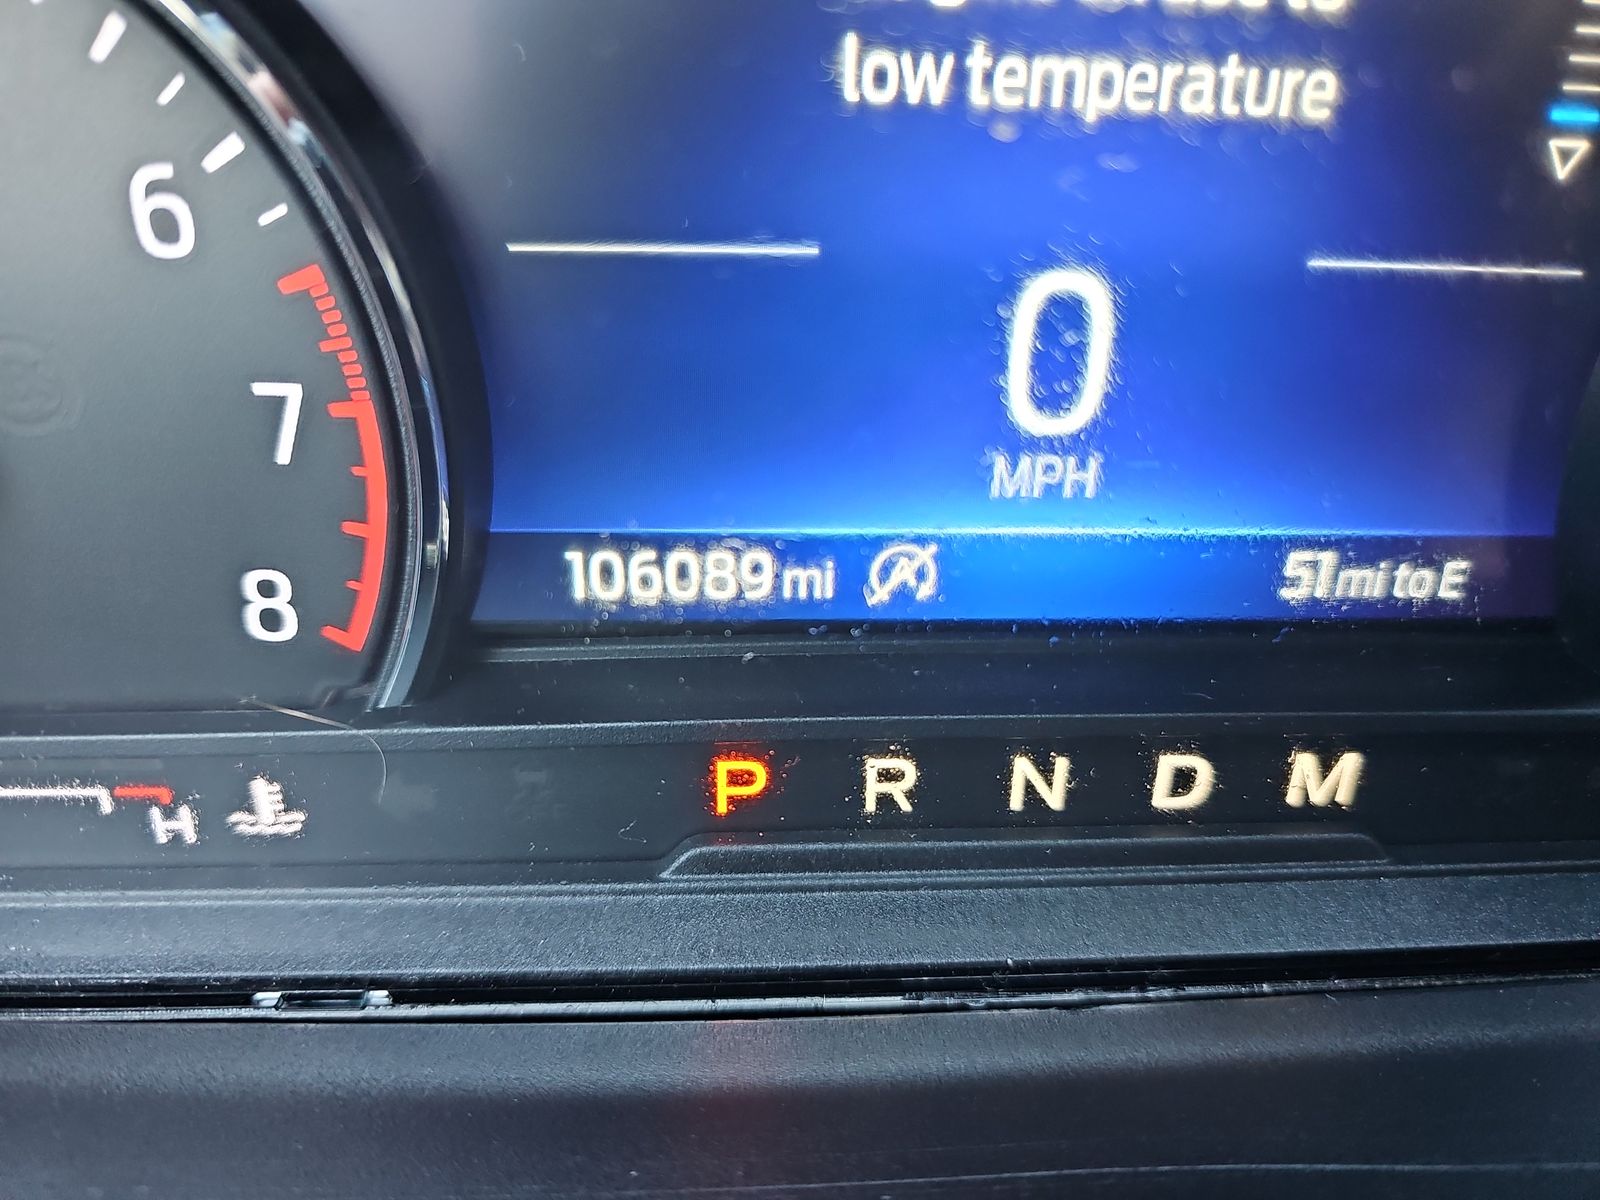 low temperature
6
0
MPH
7
8
106089 mi
51 mi to E
H
P R N D M